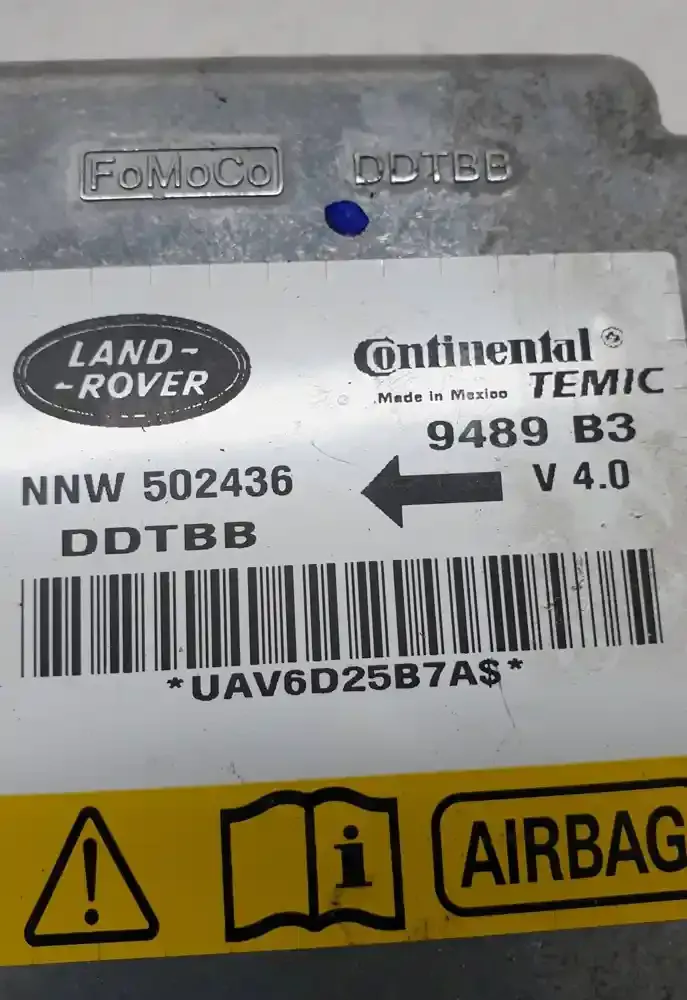 FoMoCo DDTBB
LAND-
-ROVER
Continental ®
Made in Mexico TEMIC
9489 B3
NNW 502436
V 4.0
DDTBB
*UAV6D25B7A$*
i AIRBAG